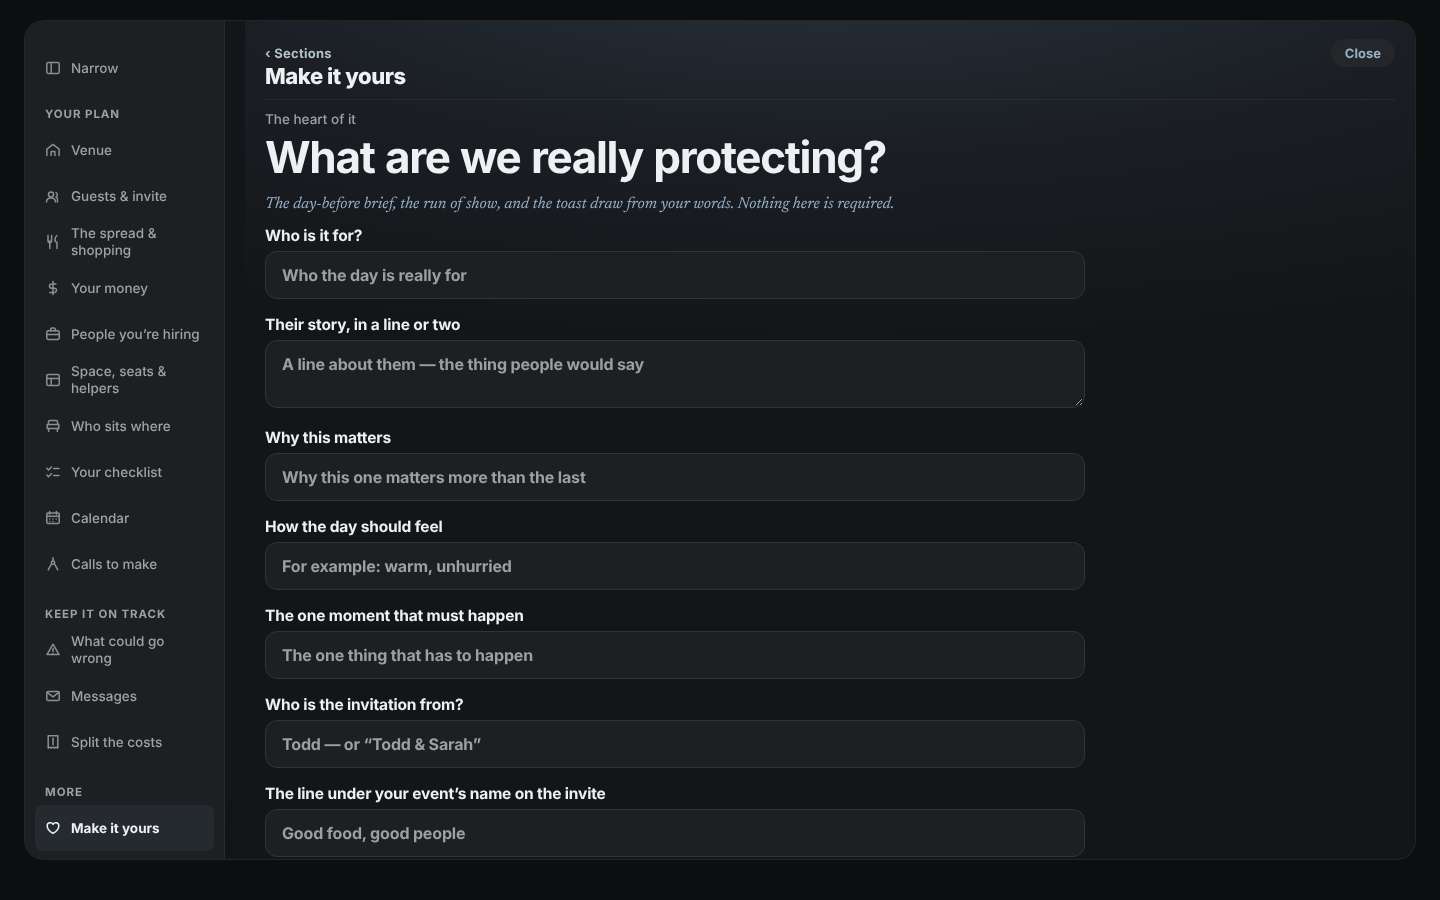 Narrow
YOUR PLAN
Venue
Guests & invite
The spread &
shopping
Your money
People you’re hiring
Space, seats &
helpers
Who sits where
Your checklist
Calendar
Calls to make
KEEP IT ON TRACK
What could go
wrong
Messages
Split the costs
MORE
Make it yours
‹ Sections
Make it yours
Close
The heart of it
What are we really protecting?
The day-before brief, the run of show, and the toast draw from your words. Nothing here is required.
Who is it for?
Who the day is really for
Their story, in a line or two
A line about them — the thing people would say
Why this matters
Why this one matters more than the last
How the day should feel
For example: warm, unhurried
The one moment that must happen
The one thing that has to happen
Who is the invitation from?
Todd — or “Todd & Sarah”
The line under your event’s name on the invite
Good food, good people